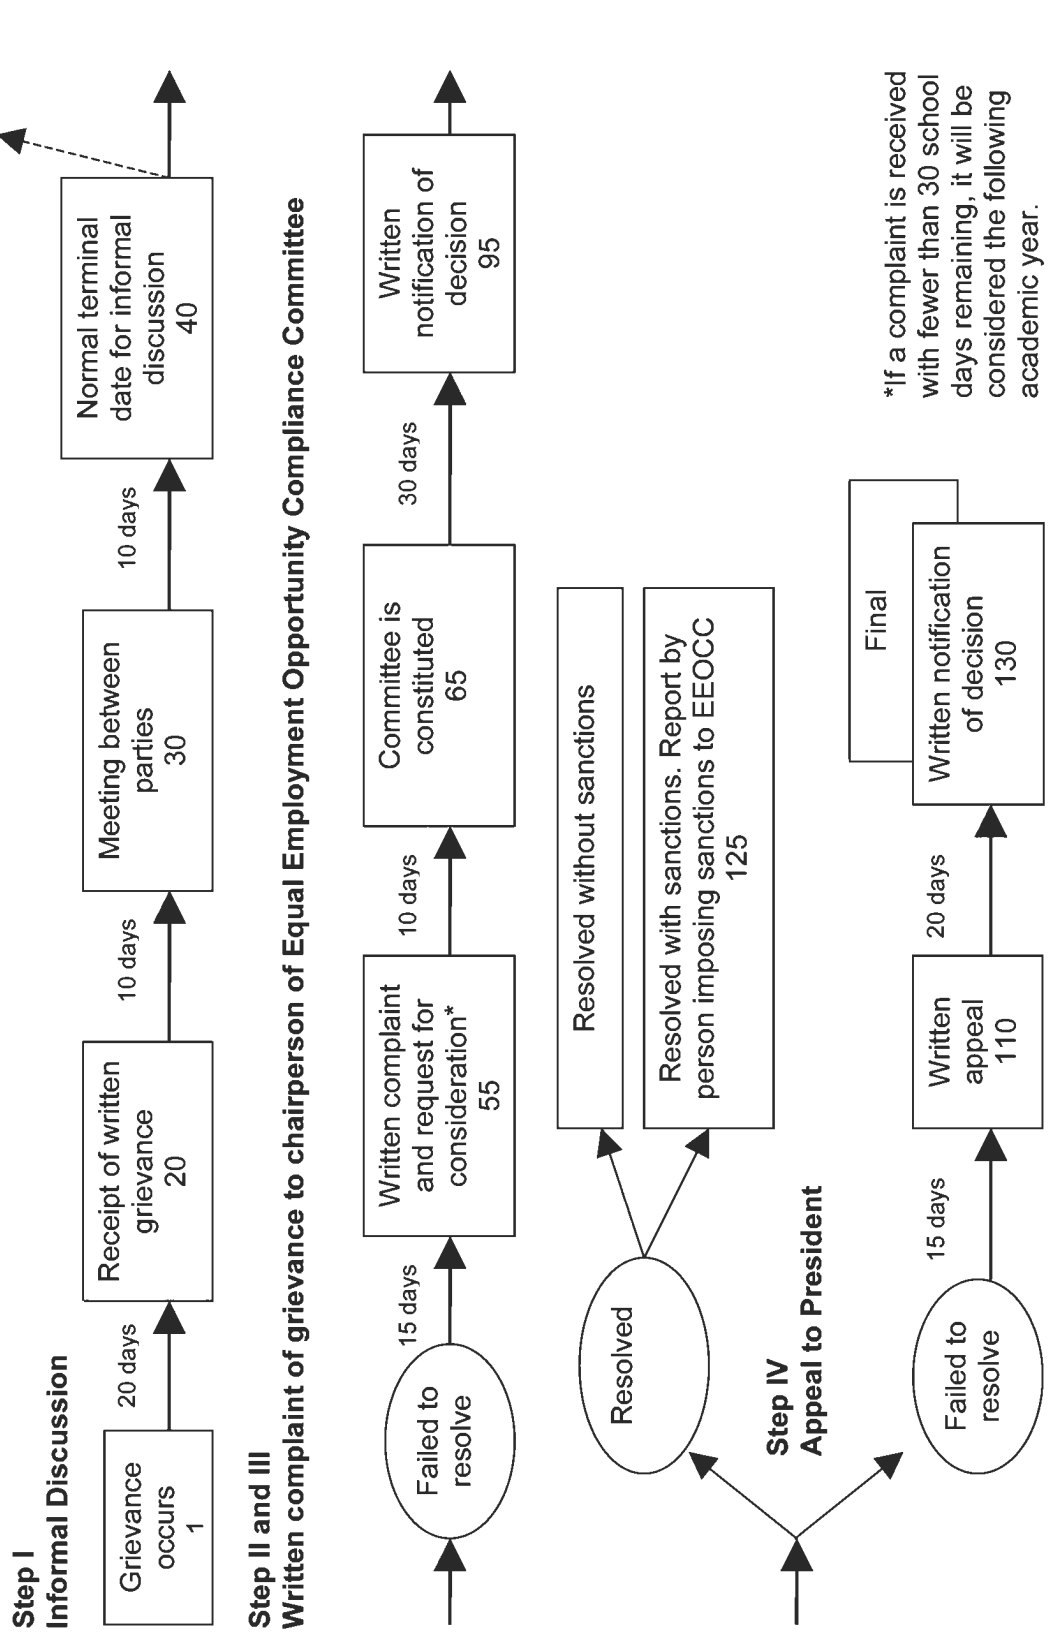 Step I
Informal Discussion
Grievance
occurs
1
20 days
Receipt of written
grievance
20
10 days
Meeting between
parties
30
10 days
Normal terminal
date for informal
discussion
40
Step II and III
Written complaint of grievance to chairperson of Equal Employment Opportunity Compliance Committee
Failed to
resolve
15 days
Written complaint
and request for
consideration*
55
10 days
Committee is
constituted
65
30 days
Written
notification of
decision
95
Resolved
Resolved without sanctions
Resolved with sanctions. Report by
person imposing sanctions to EEOCC
125
Step IV
Appeal to President
Failed to
resolve
15 days
Written
appeal
110
20 days
Final
Written notification
of decision
130
*If a complaint is received
with fewer than 30 school
days remaining, it will be
considered the following
academic year.